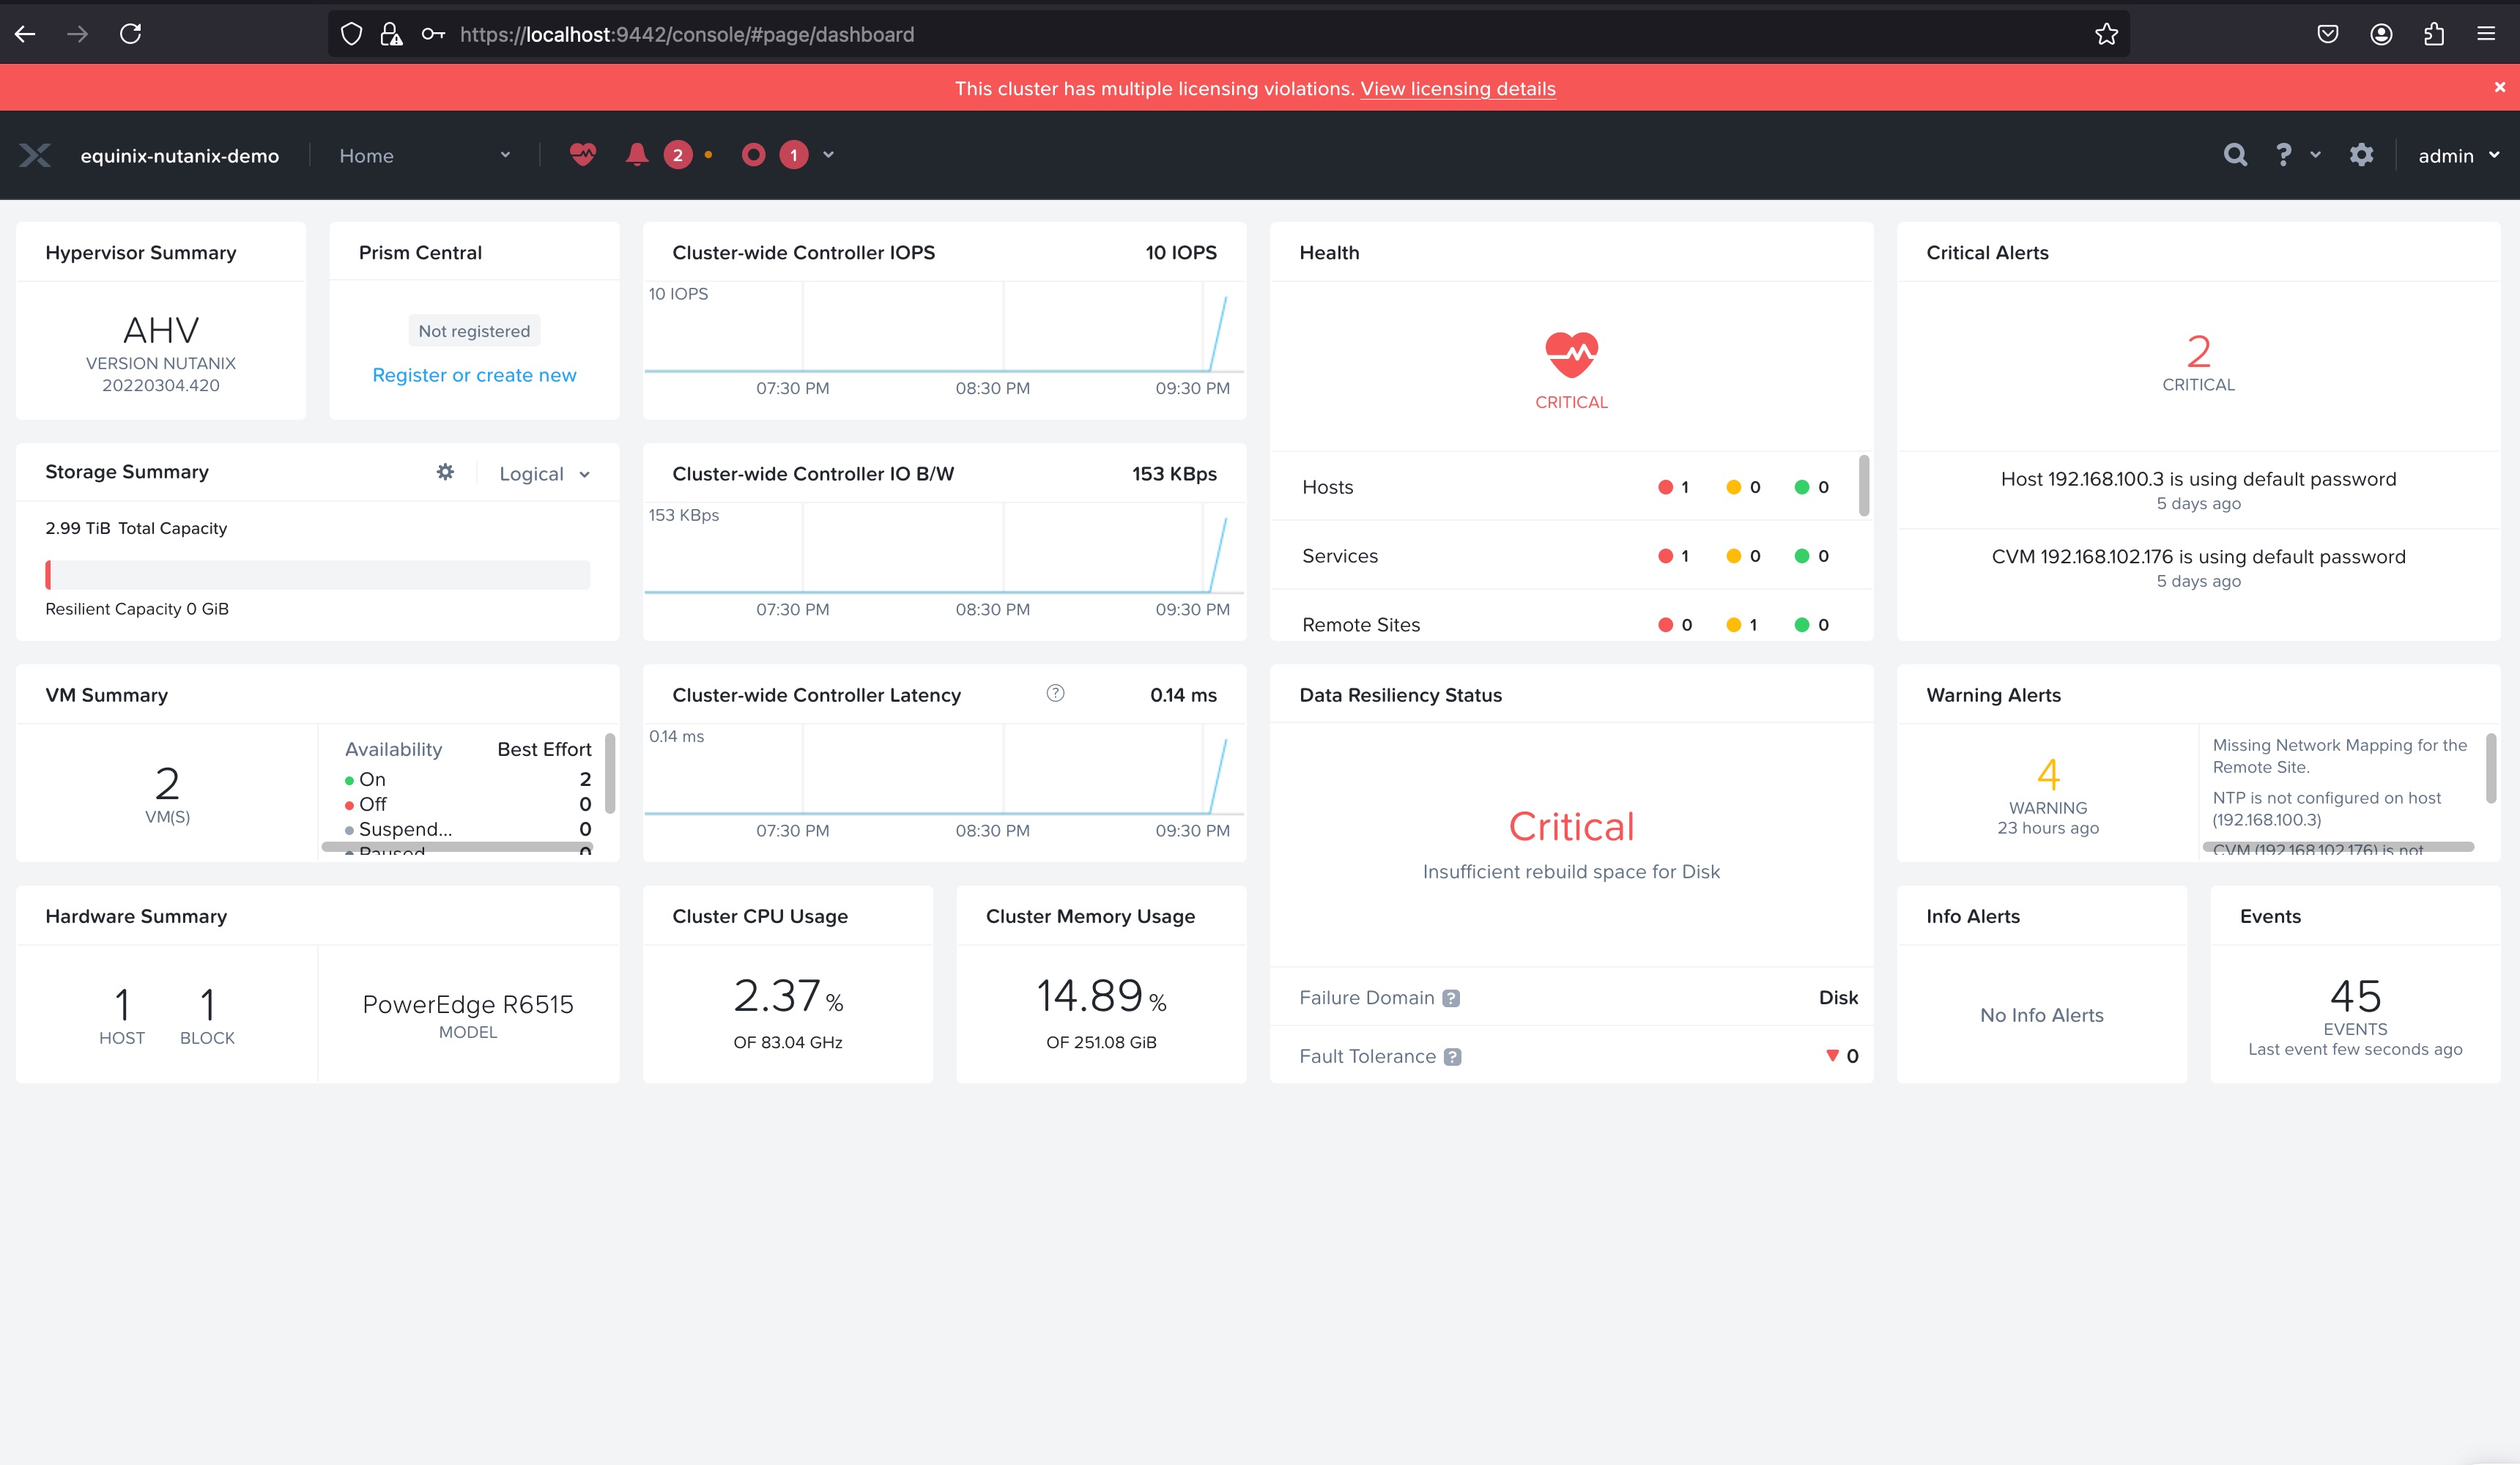 https://localhost:9442/console/#page/dashboard
This cluster has multiple licensing violations. View licensing details
equinix-nutanix-demo
Home
2
1
?
admin
Hypervisor Summary
AHV
VERSION NUTANIX
20220304.420
Prism Central
Not registered
Register or create new
Cluster-wide Controller IOPS
10 IOPS
10 IOPS
07:30 PM
08:30 PM
09:30 PM
Health
CRITICAL
Hosts
1
0
0
Services
1
0
0
Remote Sites
0
1
0
Critical Alerts
2
CRITICAL
Host 192.168.100.3 is using default password
5 days ago
CVM 192.168.102.176 is using default password
5 days ago
Storage Summary
Logical
2.99 TiB Total Capacity
Resilient Capacity 0 GiB
Cluster-wide Controller IO B/W
153 KBps
153 KBps
07:30 PM
08:30 PM
09:30 PM
VM Summary
2
VM(S)
Availability
Best Effort
On
2
Off
0
Suspend...
0
Paused
0
Cluster-wide Controller Latency
?
0.14 ms
0.14 ms
07:30 PM
08:30 PM
09:30 PM
Data Resiliency Status
Critical
Insufficient rebuild space for Disk
Failure Domain ?
Disk
Fault Tolerance ?
0
Warning Alerts
4
WARNING
23 hours ago
Missing Network Mapping for the
Remote Site.
NTP is not configured on host
(192.168.100.3)
CVM (192.168.102.176) is not
Hardware Summary
1
HOST
1
BLOCK
PowerEdge R6515
MODEL
Cluster CPU Usage
2.37 %
OF 83.04 GHz
Cluster Memory Usage
14.89 %
OF 251.08 GiB
Info Alerts
No Info Alerts
Events
45
EVENTS
Last event few seconds ago